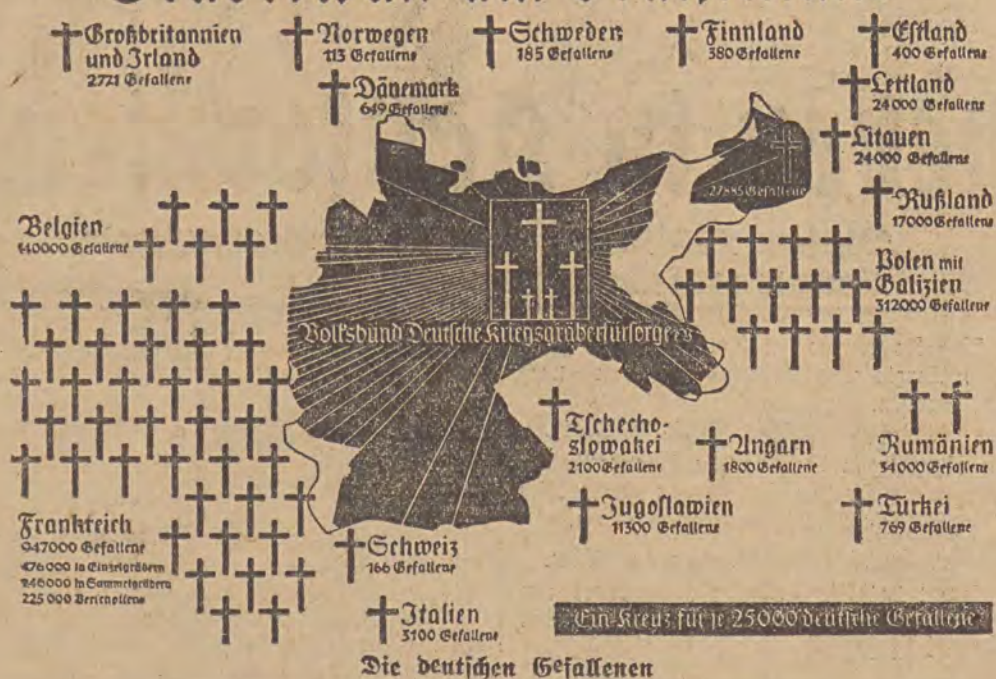 Großbritannien
und Irland
2721 Gefallene
Norwegen
113 Gefallene
Schweden
185 Gefallene
Finnland
380 Gefallene
Estland
400 Gefallene
Dänemark
649 Gefallene
Lettland
24000 Gefallene
Litauen
24000 Gefallene
27885 Gefallene
Rußland
17000 Gefallene
Belgien
140000 Gefallene
Polen mit
Galizien
312000 Gefallene
Volksbund Deutsche Kriegsgräberfürsorge e.V.
Tschecho-
slowakei
2100 Gefallene
Ungarn
1800 Gefallene
Rumänien
34000 Gefallene
Frankreich
947000 Gefallene
476000 in Einzelgräbern
246000 in Sammelgräbern
225000 Verschollene
Schweiz
166 Gefallene
Jugoslawien
11300 Gefallene
Türkei
769 Gefallene
Italien
3100 Gefallene
Ein Kreuz für je 25000 deutsche Gefallene
Die deutschen Gefallenen